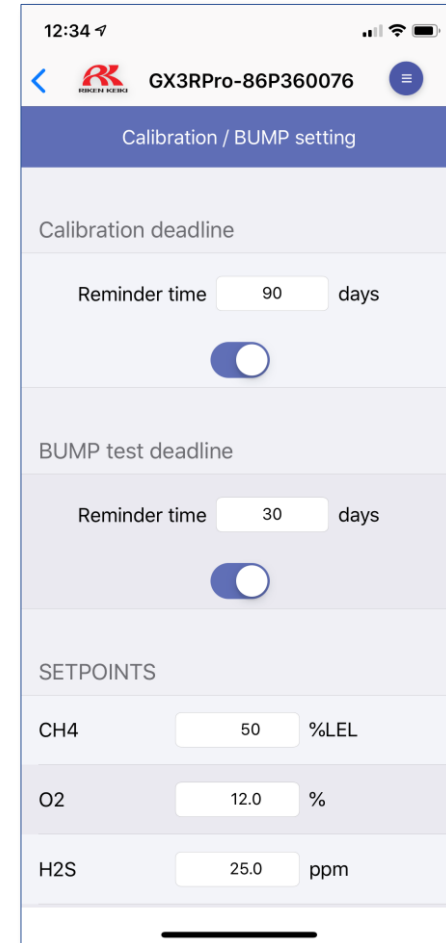 12:34
RIKEN KEIKI
GX3RPro-86P360076
Calibration / BUMP setting
Calibration deadline
Reminder time 90 days
BUMP test deadline
Reminder time 30 days
SETPOINTS
CH4 50 %LEL
O2 12.0 %
H2S 25.0 ppm